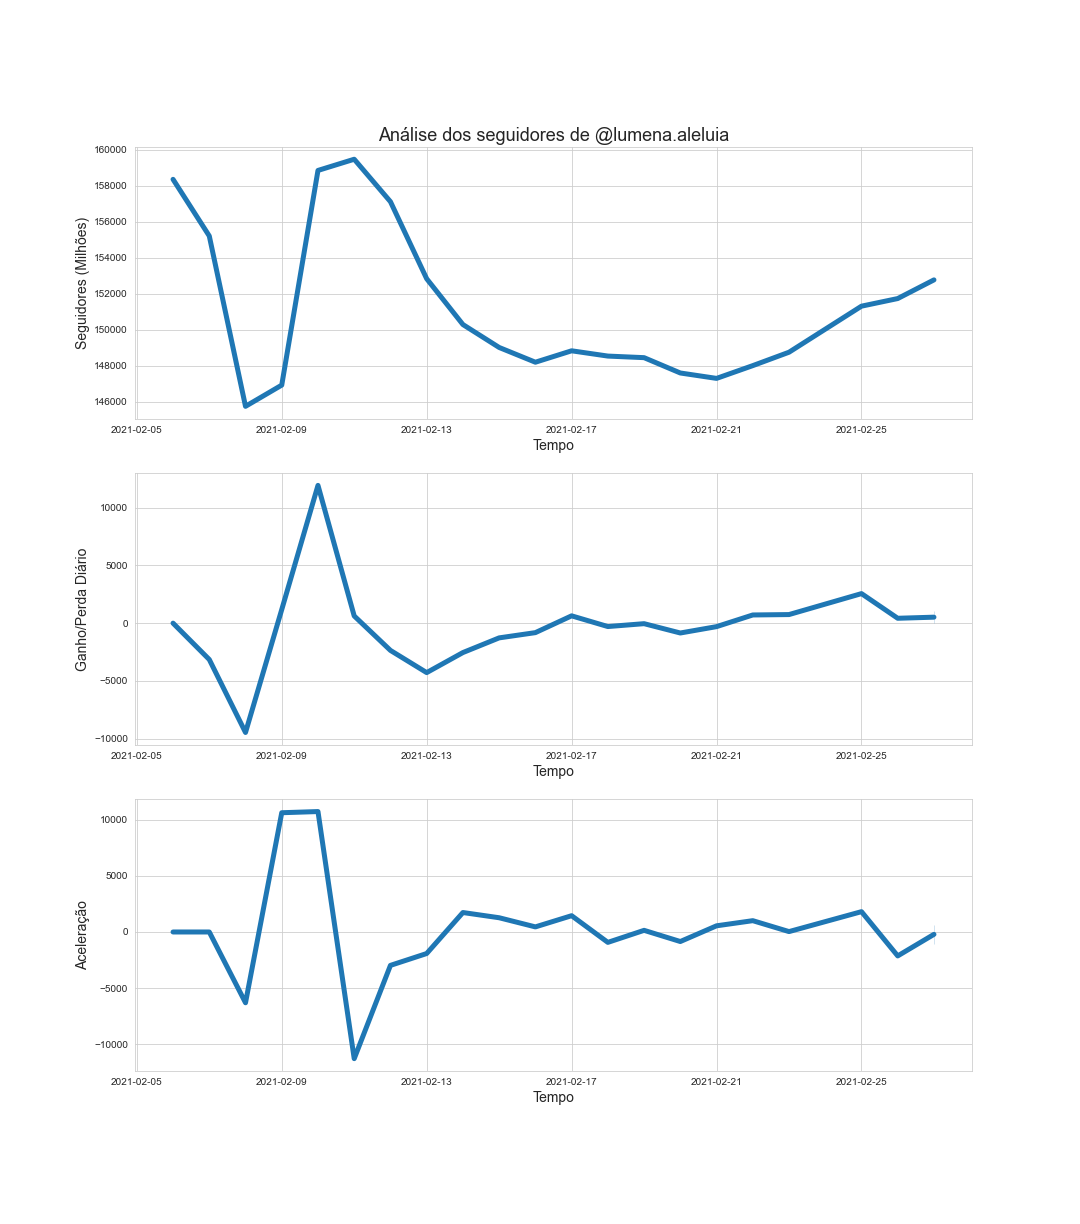 Análise dos seguidores de @lumena.aleluia
Seguidores (Milhões)
160000
158000
156000
154000
152000
150000
148000
146000
2021-02-05 2021-02-09 2021-02-13 2021-02-17 2021-02-21 2021-02-25
Tempo
Ganho/Perda Diário
10000
5000
0
−5000
−10000
2021-02-05 2021-02-09 2021-02-13 2021-02-17 2021-02-21 2021-02-25
Tempo
Aceleração
10000
5000
0
−5000
−10000
2021-02-05 2021-02-09 2021-02-13 2021-02-17 2021-02-21 2021-02-25
Tempo